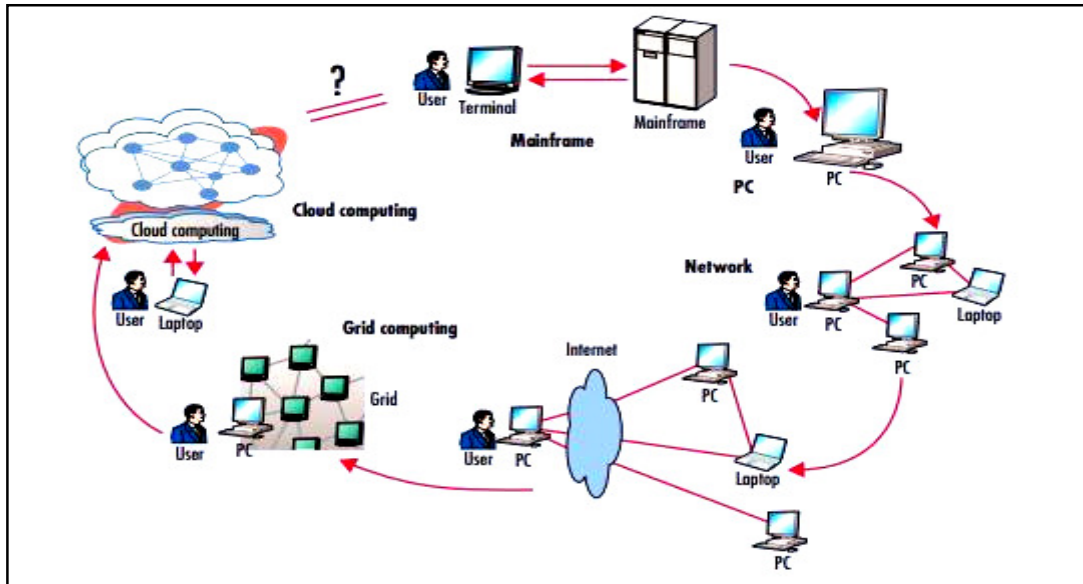 ?
User
Terminal
Mainframe
Mainframe
User
PC
PC
Cloud computing
Cloud computing
User
Laptop
Network
PC
User
PC
Laptop
PC
Grid computing
Grid
User
PC
Internet
User
PC
PC
Laptop
PC